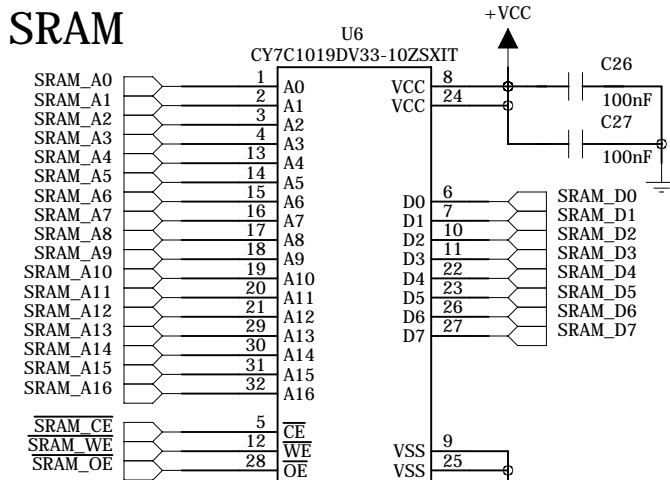 SRAM
+VCC
U6
CY7C1019DV33-10ZSXIT
SRAM_A0 1 A0 VCC 8 C26
SRAM_A1 2 A1 VCC 24 100nF
SRAM_A2 3 A2 C27
SRAM_A3 4 A3
SRAM_A4 13 A4 100nF
SRAM_A5 14 A5
SRAM_A6 15 A6 D0 6 SRAM_D0
SRAM_A7 16 A7 D1 7 SRAM_D1
SRAM_A8 17 A8 D2 10 SRAM_D2
SRAM_A9 18 A9 D3 11 SRAM_D3
SRAM_A10 19 A10 D4 22 SRAM_D4
SRAM_A11 20 A11 D5 23 SRAM_D5
SRAM_A12 21 A12 D6 26 SRAM_D6
SRAM_A13 29 A13 D7 27 SRAM_D7
SRAM_A14 30 A14
SRAM_A15 31 A15
SRAM_A16 32 A16
SRAM_CE 5 CE
SRAM_WE 12 WE VSS 9
SRAM_OE 28 OE VSS 25